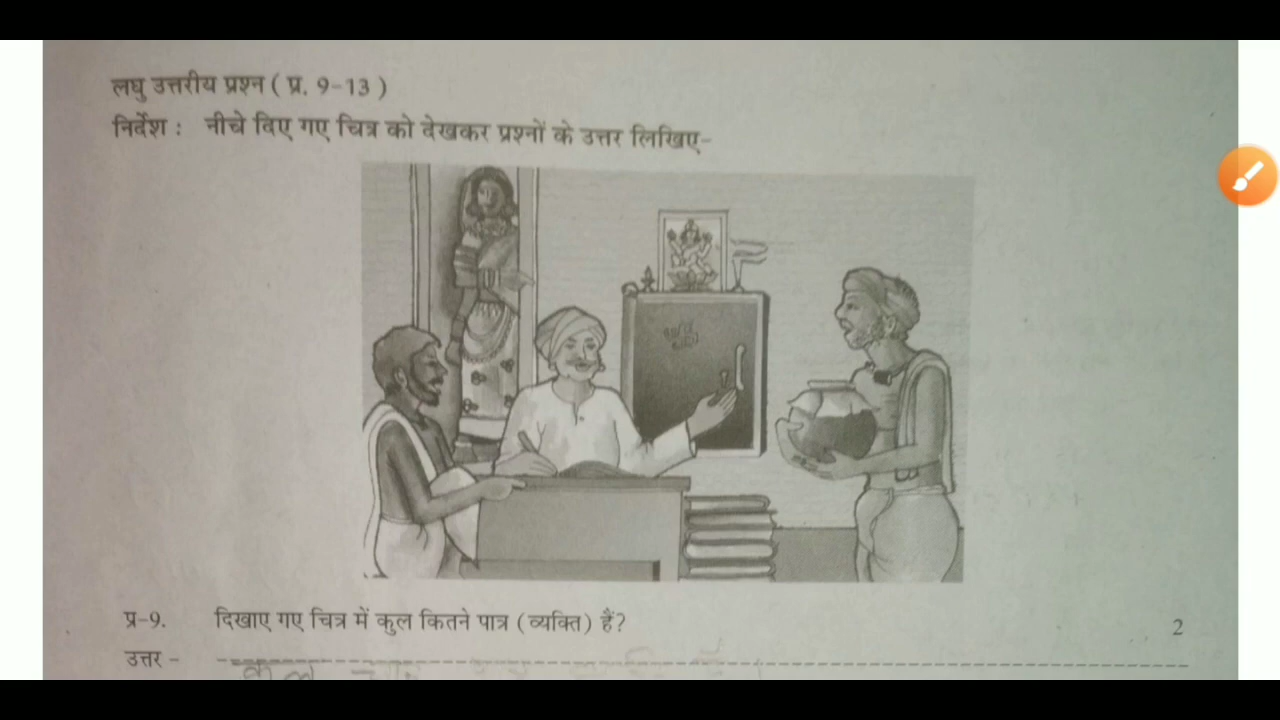 लघु उत्तरीय प्रश्न ( प्र. 9-13 )
निर्देश : नीचे दिए गए चित्र को देखकर प्रश्नों के उत्तर लिखिए-
प्र-9. दिखाए गए चित्र में कुल कितने पात्र (व्यक्ति) हैं? 2
उत्तर -